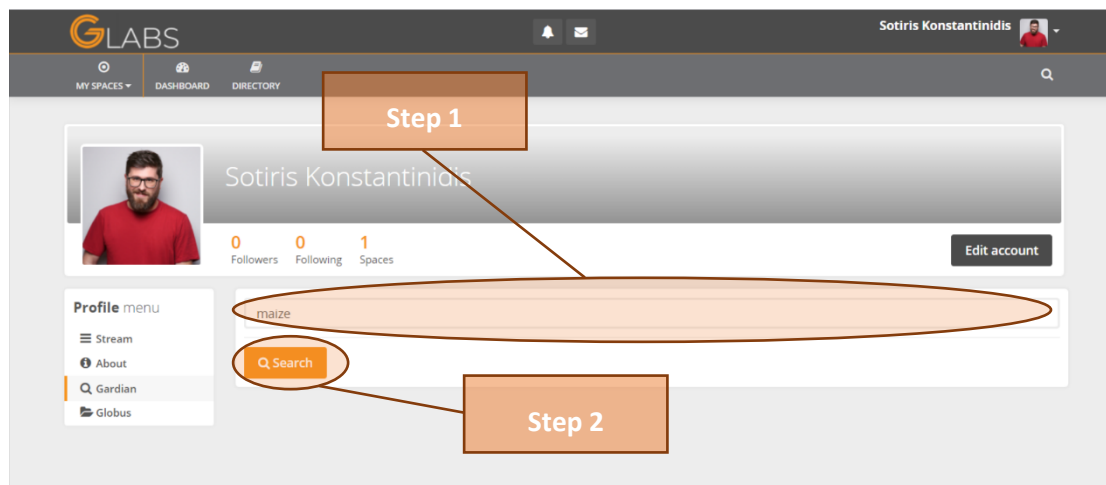 GLABS
Sotiris Konstantinidis
MY SPACES
DASHBOARD
DIRECTORY
Step 1
Sotiris Konstantinidis
0 0 1
Followers Following Spaces
Edit account
Profile menu
Stream
About
Gardian
Globus
maize
Search
Step 2